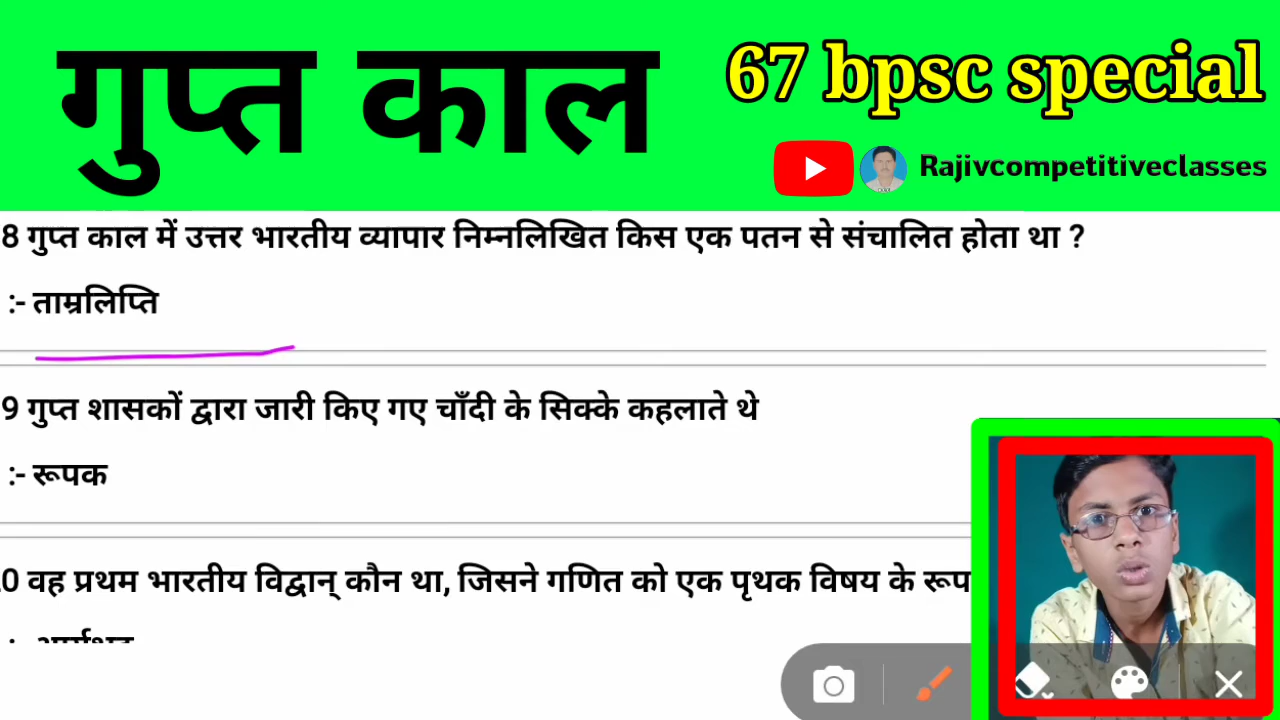 गुप्त काल
67 bpsc special
Rajivcompetitiveclasses
8 गुप्त काल में उत्तर भारतीय व्यापार निम्नलिखित किस एक पतन से संचालित होता था ?
:- ताम्रलिप्ति
9 गुप्त शासकों द्वारा जारी किए गए चाँदी के सिक्के कहलाते थे
:- रूपक
0 वह प्रथम भारतीय विद्वान् कौन था, जिसने गणित को एक पृथक विषय के रूप